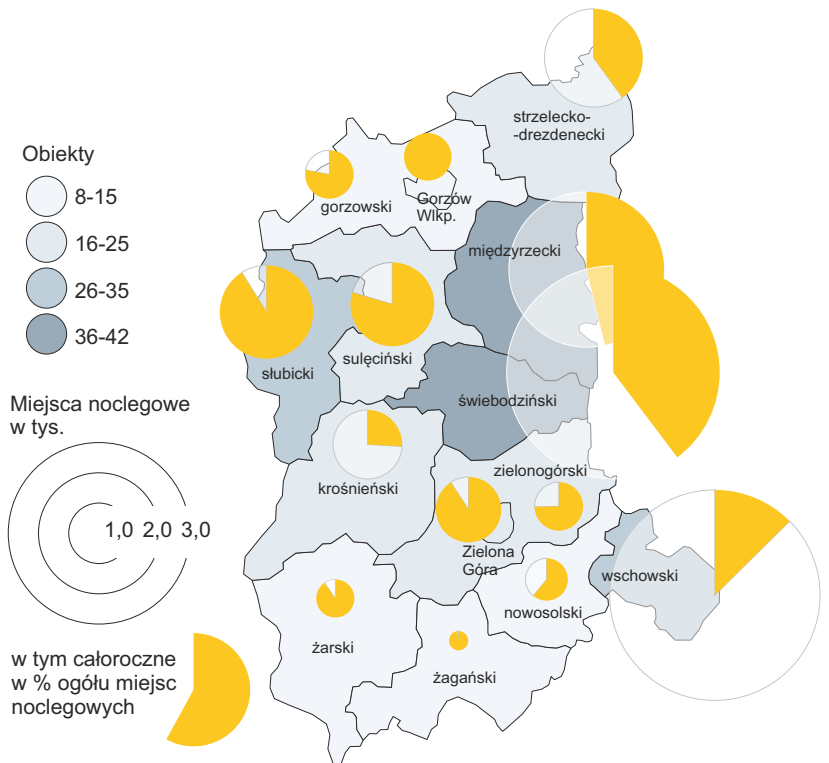 strzelecko-
-drezdenecki
Obiekty
8-15
16-25
26-35
36-42
gorzowski
Gorzów
Wlkp.
międzyrzecki
słubicki
sulęciński
świebodziński
Miejsca noclegowe
w tys.
1,0 2,0 3,0
krośnieński
zielonogórski
Zielona
Góra
wschowski
nowosolski
żarski
żagański
w tym całoroczne
w % ogółu miejsc
noclegowych